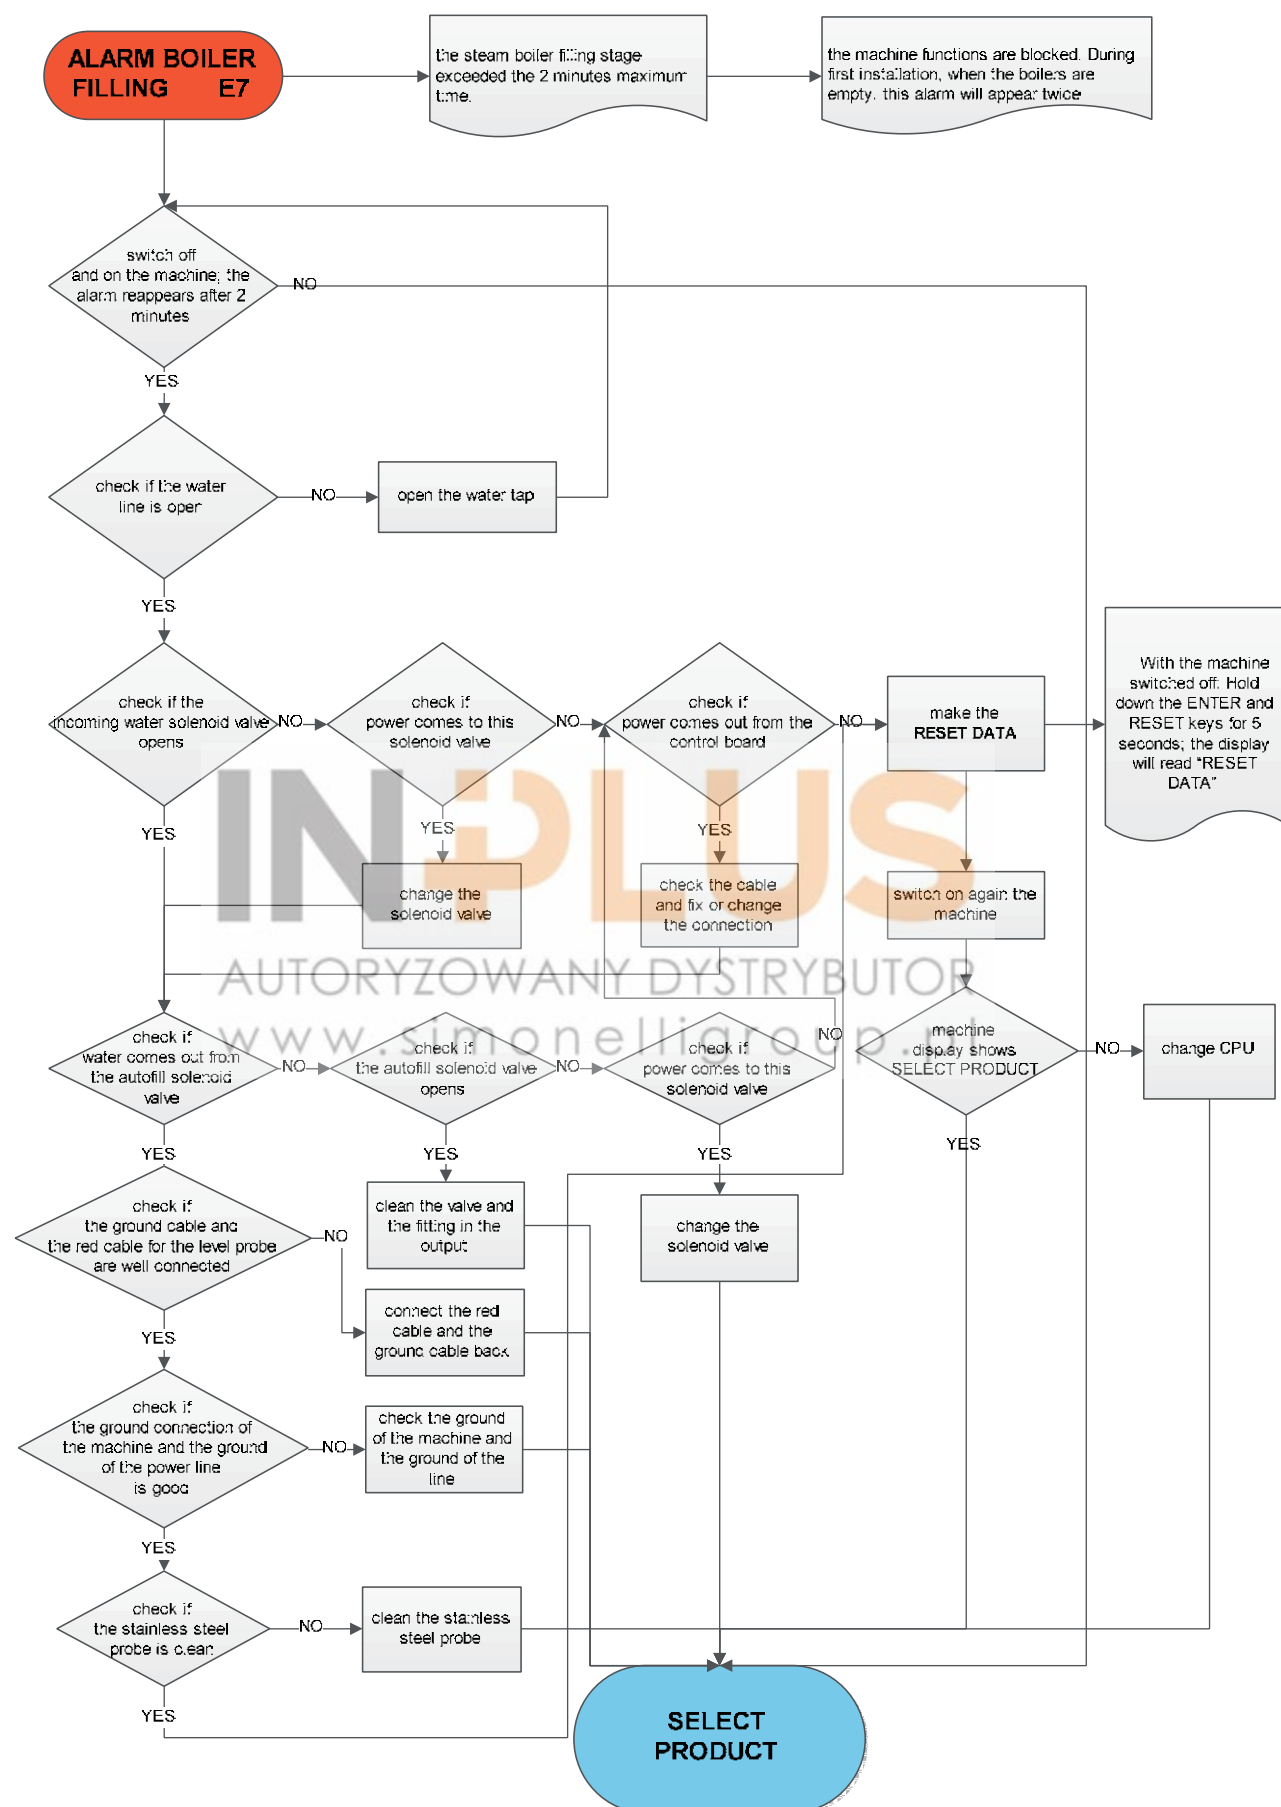 ALARM BOILER
FILLING E7
the steam boiler filling stage
exceeded the 2 minutes maximum
time.
the machine functions are blocked. During
first installation, when the boilers are
empty, this alarm will appear twice
switch off
and on the machine; the
alarm reappears after 2
minutes
NO
YES
check if the water
line is open
NO
open the water tap
YES
check if the
incoming water solenoid valve
opens
NO
check if
power comes to this
solenoid valve
NO
check if
power comes out from the
control board
NO
make the
RESET DATA
With the machine
switched off: Hold
down the ENTER and
RESET keys for 5
seconds; the display
will read "RESET
DATA"
YES
YES
YES
change the
solenoid valve
check the cable
and fix or change
the connection
switch on again the
machine
INPLUS
AUTORYZOWANY DYSTRYBUTOR
www.simonelligroup.pl
check if
water comes out from
the autofill solenoid
valve
NO
check if
the autofill solenoid valve
opens
NO
check if
power comes to this
solenoid valve
NO
machine
display shows
SELECT PRODUCT
NO
change CPU
YES
YES
YES
YES
check if
the ground cable and
the red cable for the level probe
are well connected
NO
clean the valve and
the fitting in the
output
change the
solenoid valve
connect the red
cable and the
ground cable back
YES
check if
the ground connection of
the machine and the ground
of the power line
is good
NO
check the ground
of the machine and
the ground of the
line
YES
check if
the stainless steel
probe is clean
NO
clean the stainless
steel probe
YES
SELECT
PRODUCT